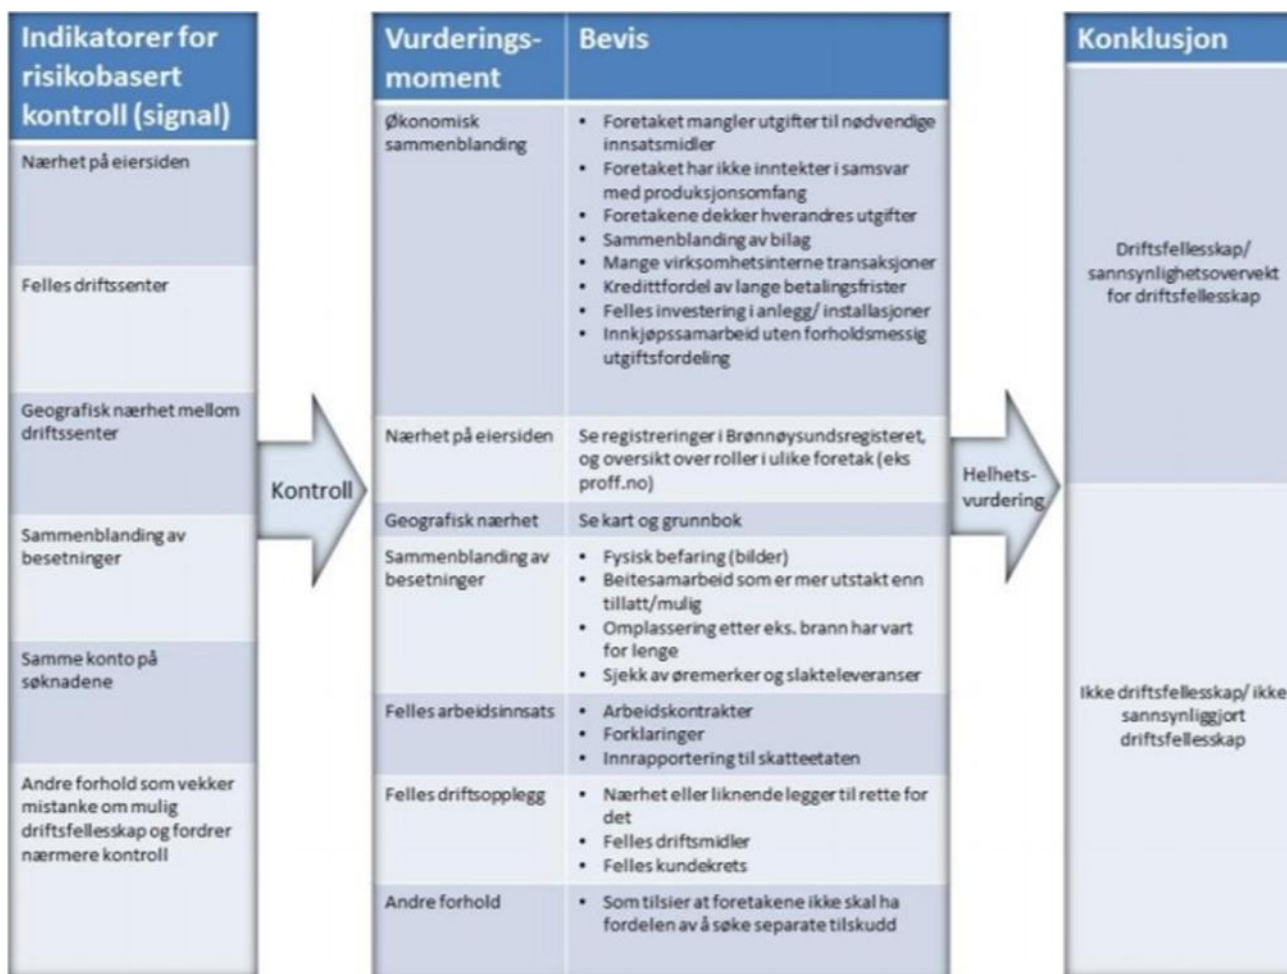 Indikatorer for
risikobasert
kontroll (signal)
Nærhet på eiersiden
Felles driftssenter
Geografisk nærhet mellom
driftssenter
Sammenblanding av
besetninger
Samme konto på
søknadene
Andre forhold som vekker
mistanke om mulig
driftsfellesskap og fordrer
nærmere kontroll
Kontroll
Vurderings-
moment
Bevis
Økonomisk
sammenblanding
• Foretaket mangler utgifter til nødvendige
innsatsmidler
• Foretaket har ikke inntekter i samsvar
med produksjonsomfang
• Foretakene dekker hverandres utgifter
• Sammenblanding av bilag
• Mange virksomhetsinterne transaksjoner
• Kredittfordel av lange betalingsfrister
• Felles investering i anlegg/ installasjoner
• Innkjøpssamarbeid uten forholdsmessig
utgiftsfordeling
Nærhet på eiersiden
Se registreringer i Brønnøysundsregisteret,
og oversikt over roller i ulike foretak (eks
proff.no)
Geografisk nærhet
Se kart og grunnbok
Sammenblanding av
besetninger
• Fysisk befaring (bilder)
• Beitesamarbeid som er mer utstakt enn
tillatt/mulig
• Omplassering etter eks. brann har vart
for lenge
• Sjekk av øremerker og slakteleveranser
Felles arbeidsinnsats
• Arbeidskontrakter
• Forklaringer
• Innrapportering til skatteetaten
Felles driftsopplegg
• Nærhet eller liknende legger til rette for
det
• Felles driftsmidler
• Felles kundekrets
Andre forhold
• Som tilsier at foretakene ikke skal ha
fordelen av å søke separate tilskudd
Helhets-
vurdering
Konklusjon
Driftsfellesskap/
sannsynlighetsovervekt
for driftsfellesskap
Ikke driftsfellesskap/ ikke
sannsynliggjort
driftsfellesskap